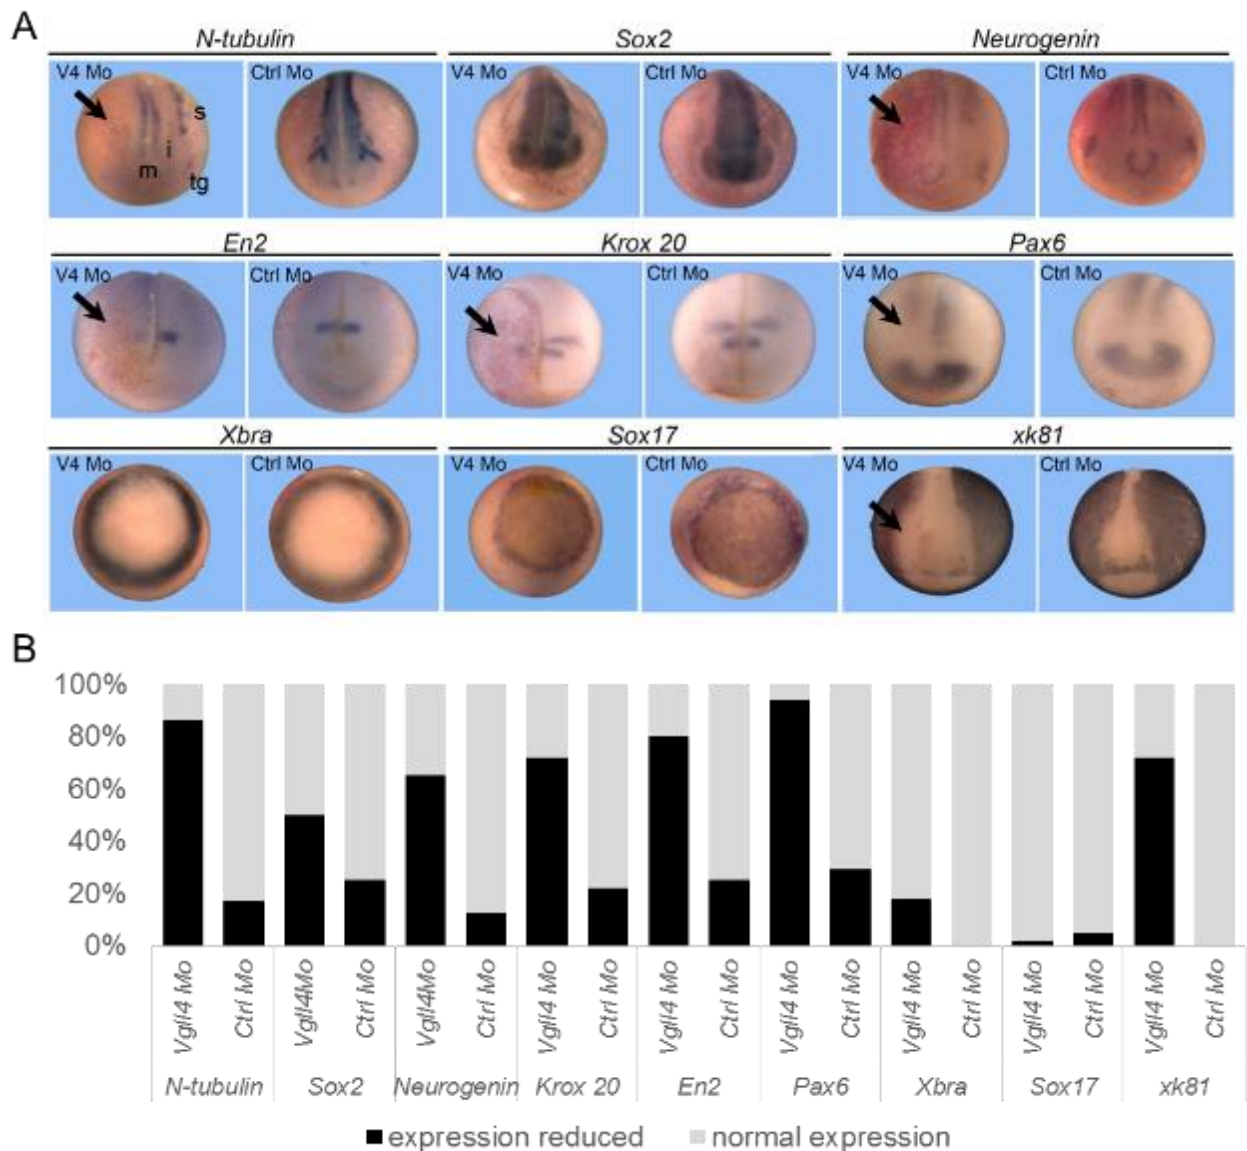 A
N-tubulin Sox2 Neurogenin
V4 Mo Ctrl Mo V4 Mo Ctrl Mo V4 Mo Ctrl Mo
s
i
m
tg
En2 Krox 20 Pax6
V4 Mo Ctrl Mo V4 Mo Ctrl Mo V4 Mo Ctrl Mo
Xbra Sox17 xk81
V4 Mo Ctrl Mo V4 Mo Ctrl Mo V4 Mo Ctrl Mo
B
100%
80%
60%
40%
20%
0%
Vgll4 Mo Ctrl Mo Vgll4Mo Ctrl Mo Vgll4 Mo Ctrl Mo Vgll4 Mo Ctrl Mo Vgll4 Mo Ctrl Mo Vgll4 Mo Ctrl Mo Vgll4 Mo Ctrl Mo Vgll4 Mo Ctrl Mo Vgll4 Mo Ctrl Mo
N-tubulin Sox2 Neurogenin Krox 20 En2 Pax6 Xbra Sox17 xk81
expression reduced normal expression